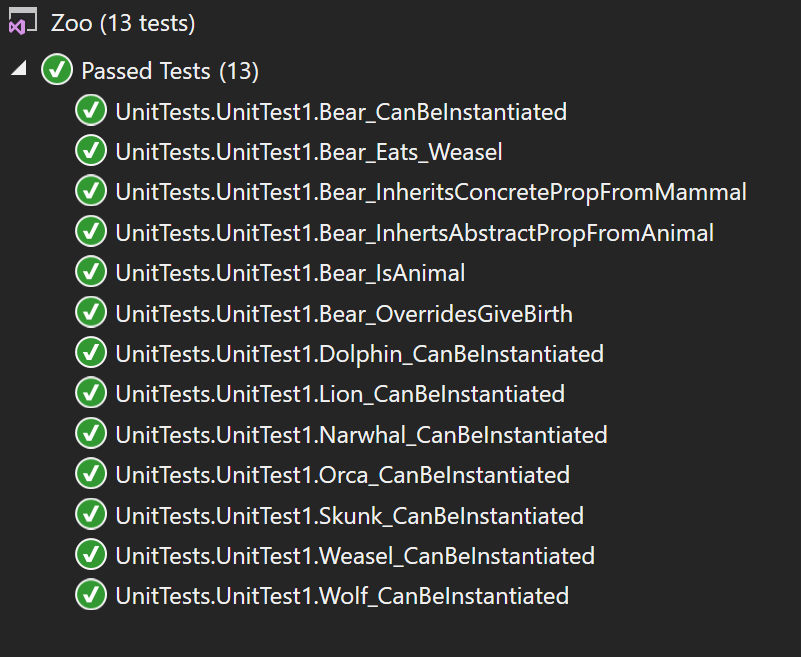 Zoo (13 tests)
Passed Tests (13)
UnitTests.UnitTest1.Bear_CanBeInstantiated
UnitTests.UnitTest1.Bear_Eats_Weasel
UnitTests.UnitTest1.Bear_InheritsConcretePropFromMammal
UnitTests.UnitTest1.Bear_InhertsAbstractPropFromAnimal
UnitTests.UnitTest1.Bear_IsAnimal
UnitTests.UnitTest1.Bear_OverridesGiveBirth
UnitTests.UnitTest1.Dolphin_CanBeInstantiated
UnitTests.UnitTest1.Lion_CanBeInstantiated
UnitTests.UnitTest1.Narwhal_CanBeInstantiated
UnitTests.UnitTest1.Orca_CanBeInstantiated
UnitTests.UnitTest1.Skunk_CanBeInstantiated
UnitTests.UnitTest1.Weasel_CanBeInstantiated
UnitTests.UnitTest1.Wolf_CanBeInstantiated